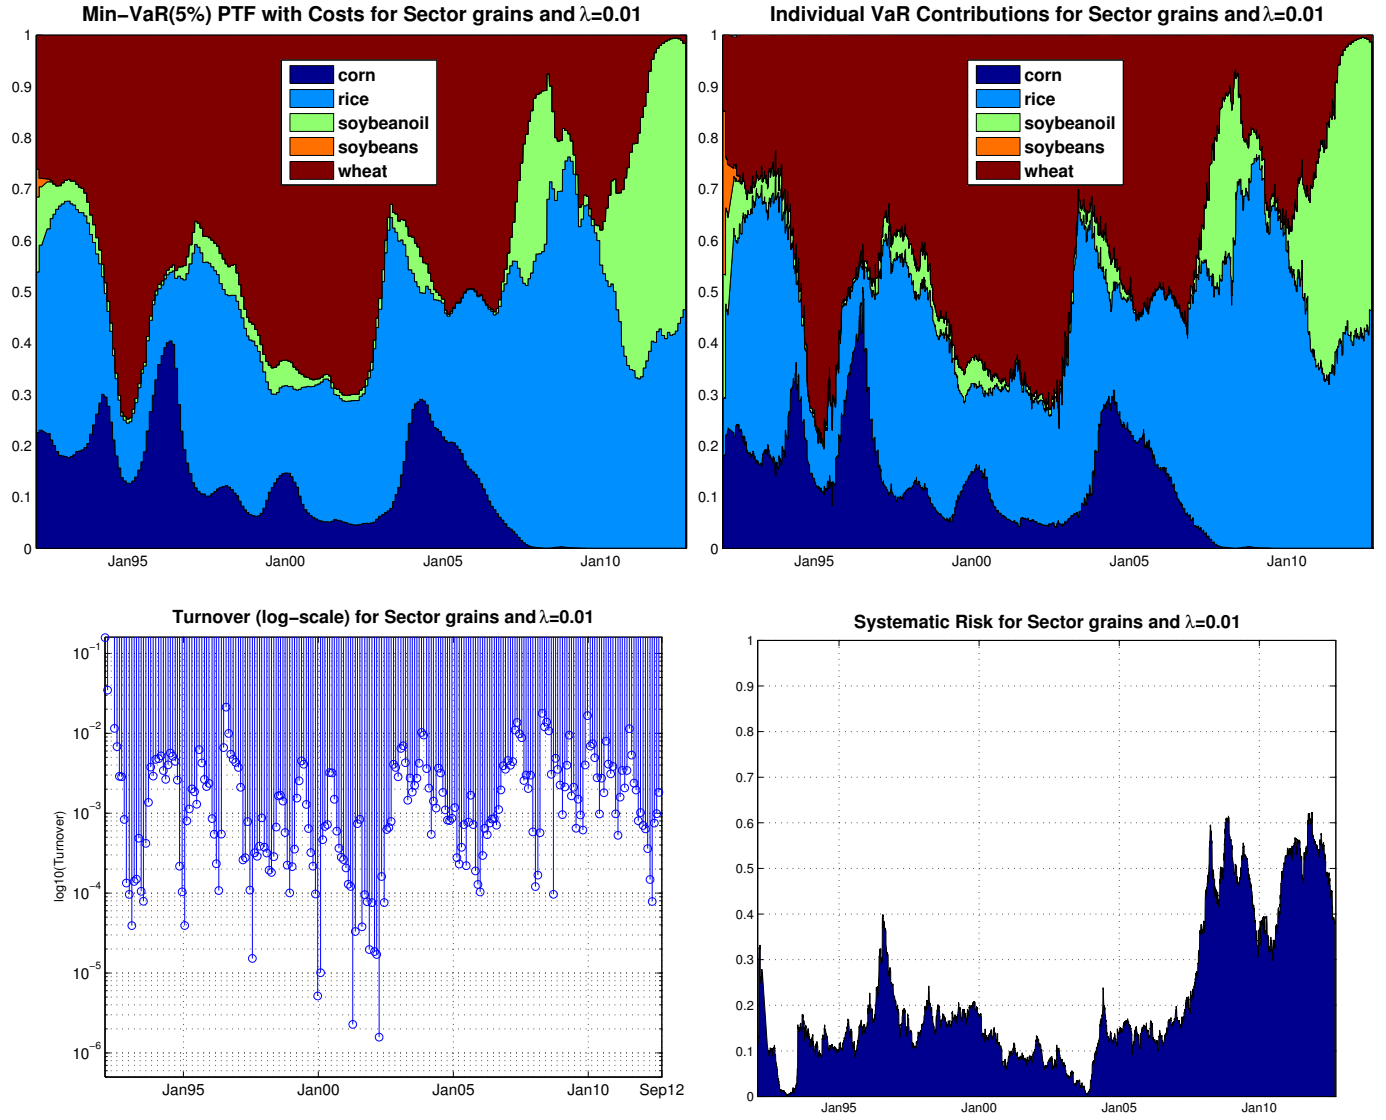 Min−VaR(5%) PTF with Costs for Sector grains and λ=0.01
1
0.9
0.8
0.7
0.6
0.5
0.4
0.3
0.2
0.1
0
Jan95 Jan00 Jan05 Jan10
corn
rice
soybeanoil
soybeans
wheat
Individual VaR Contributions for Sector grains and λ=0.01
1
0.9
0.8
0.7
0.6
0.5
0.4
0.3
0.2
0.1
0
Jan95 Jan00 Jan05 Jan10
corn
rice
soybeanoil
soybeans
wheat
Turnover (log−scale) for Sector grains and λ=0.01
log10(Turnover)
10^−1
10^−2
10^−3
10^−4
10^−5
10^−6
Jan95 Jan00 Jan05 Jan10 Sep12
Systematic Risk for Sector grains and λ=0.01
1
0.9
0.8
0.7
0.6
0.5
0.4
0.3
0.2
0.1
0
Jan95 Jan00 Jan05 Jan10